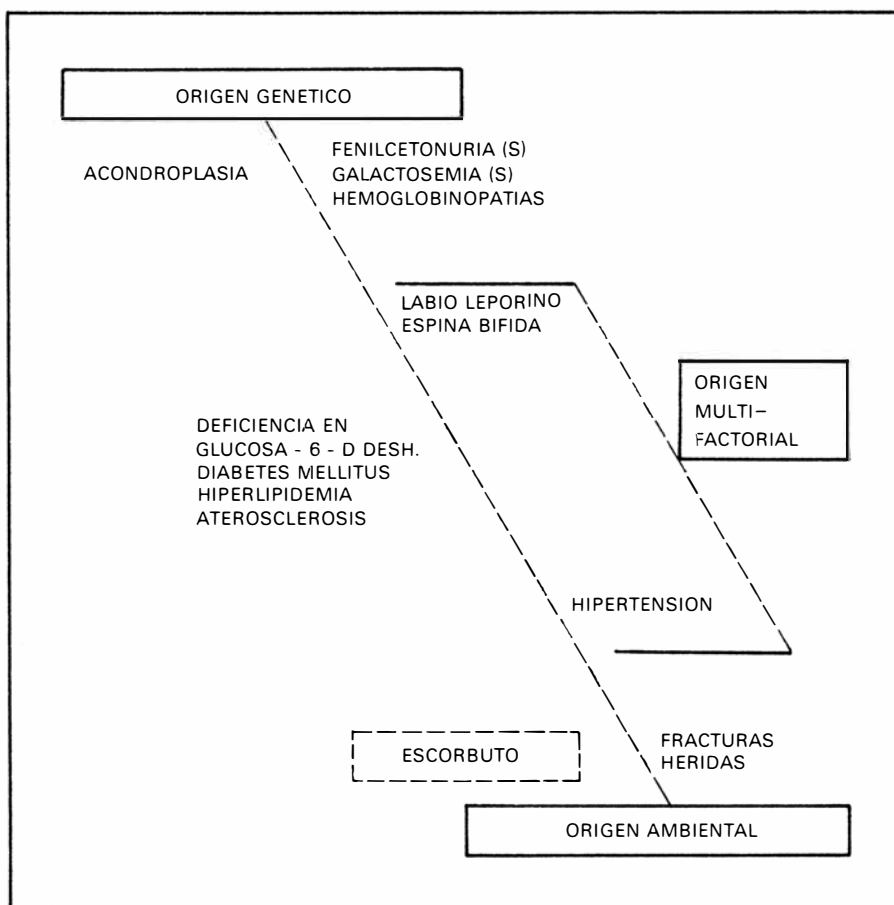 ORIGEN GENETICO
ACONDROPLASIA
FENILCETONURIA (S)
GALACTOSEMIA (S)
HEMOGLOBINOPATIAS
LABIO LEPORINO
ESPINA BIFIDA
ORIGEN
MULTI–
FACTORIAL
DEFICIENCIA EN
GLUCOSA - 6 - D DESH.
DIABETES MELLITUS
HIPERLIPIDEMIA
ATEROSCLEROSIS
HIPERTENSION
ESCORBUTO
FRACTURAS
HERIDAS
ORIGEN AMBIENTAL